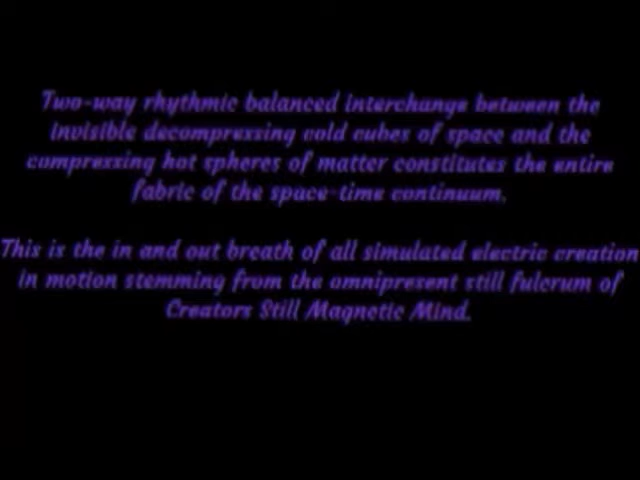 Two-way rhythmic balanced interchange between the
invisible decompressing cold cubes of space and the
compressing hot spheres of matter constitutes the entire
fabric of the space-time continuum.
This is the in and out breath of all simulated electric creation
in motion stemming from the omnipresent still fulcrum of
Creators Still Magnetic Mind.